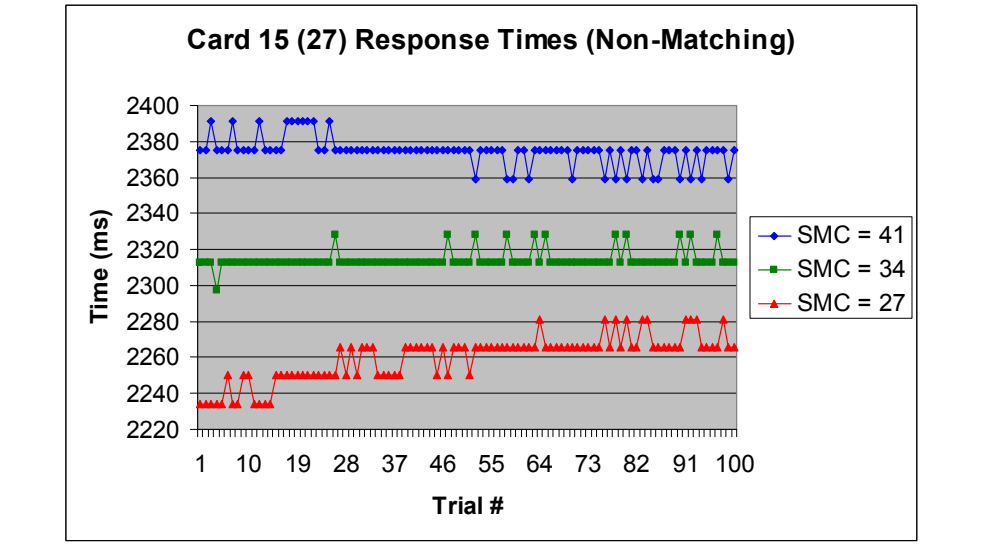 Card 15 (27) Response Times (Non-Matching)
2400
2380
2360
2340
2320
2300
2280
2260
2240
2220
Time (ms)
1 10 19 28 37 46 55 64 73 82 91 100
Trial #
SMC = 41
SMC = 34
SMC = 27